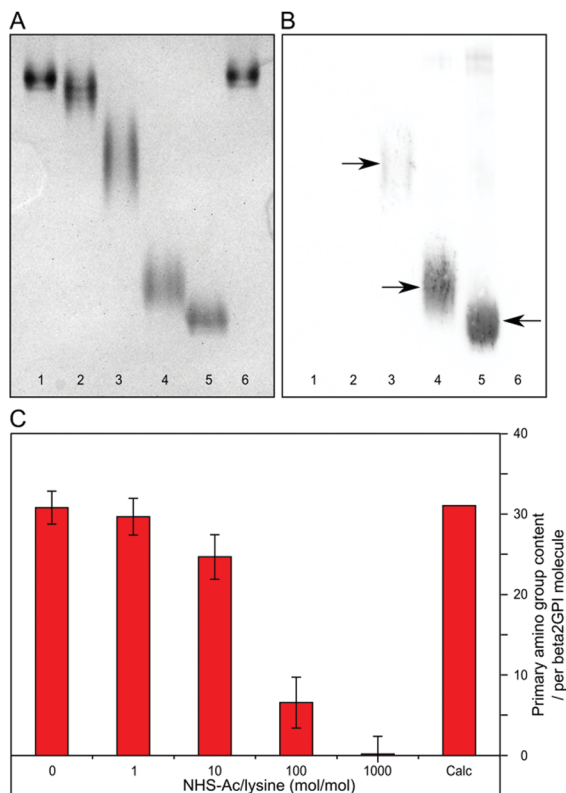 A
B
1 2 3 4 5 6
1 2 3 4 5 6
C
40
30
20
10
0
Primary amino group content
/ per beta2GPI molecule
0 1 10 100 1000 Calc
NHS-Ac/lysine (mol/mol)